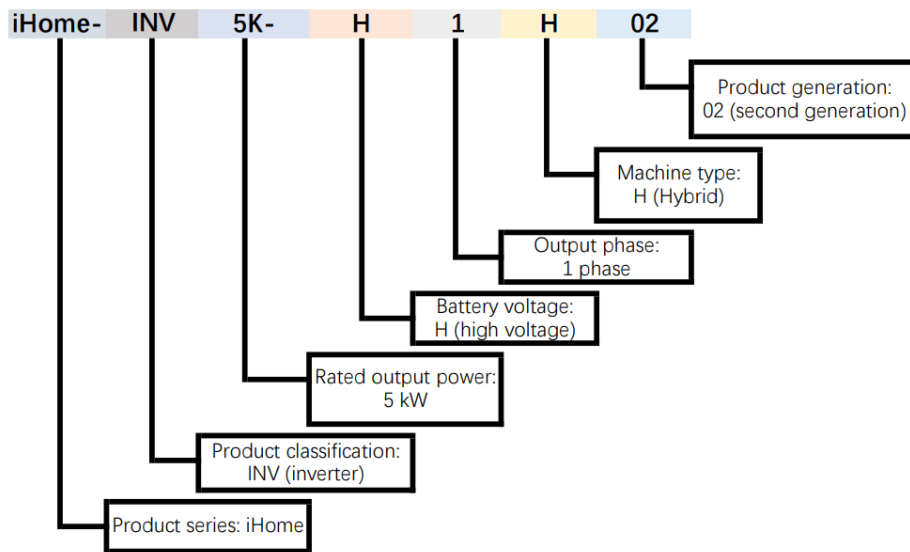 iHome- INV 5K- H 1 H 02
Product generation:
02 (second generation)
Machine type:
H (Hybrid)
Output phase:
1 phase
Battery voltage:
H (high voltage)
Rated output power:
5 kW
Product classification:
INV (inverter)
Product series: iHome